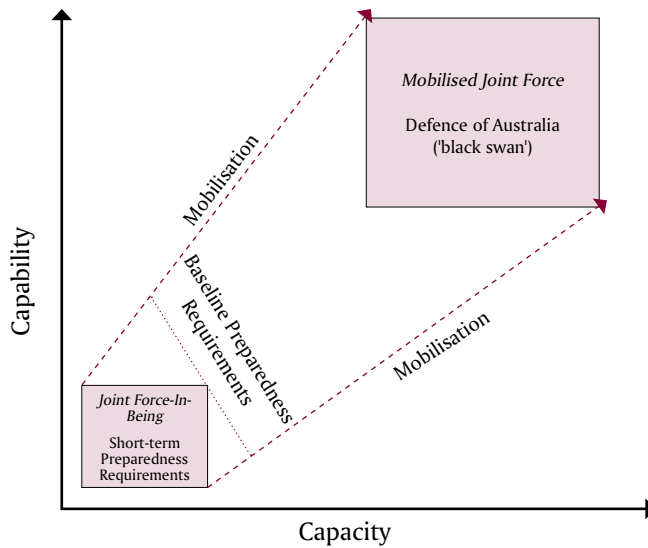 Capability
Mobilised Joint Force
Defence of Australia
('black swan')
Mobilisation
Baseline Preparedness
Requirements
Mobilisation
Joint Force-In-
Being
Short-term
Preparedness
Requirements
Capacity